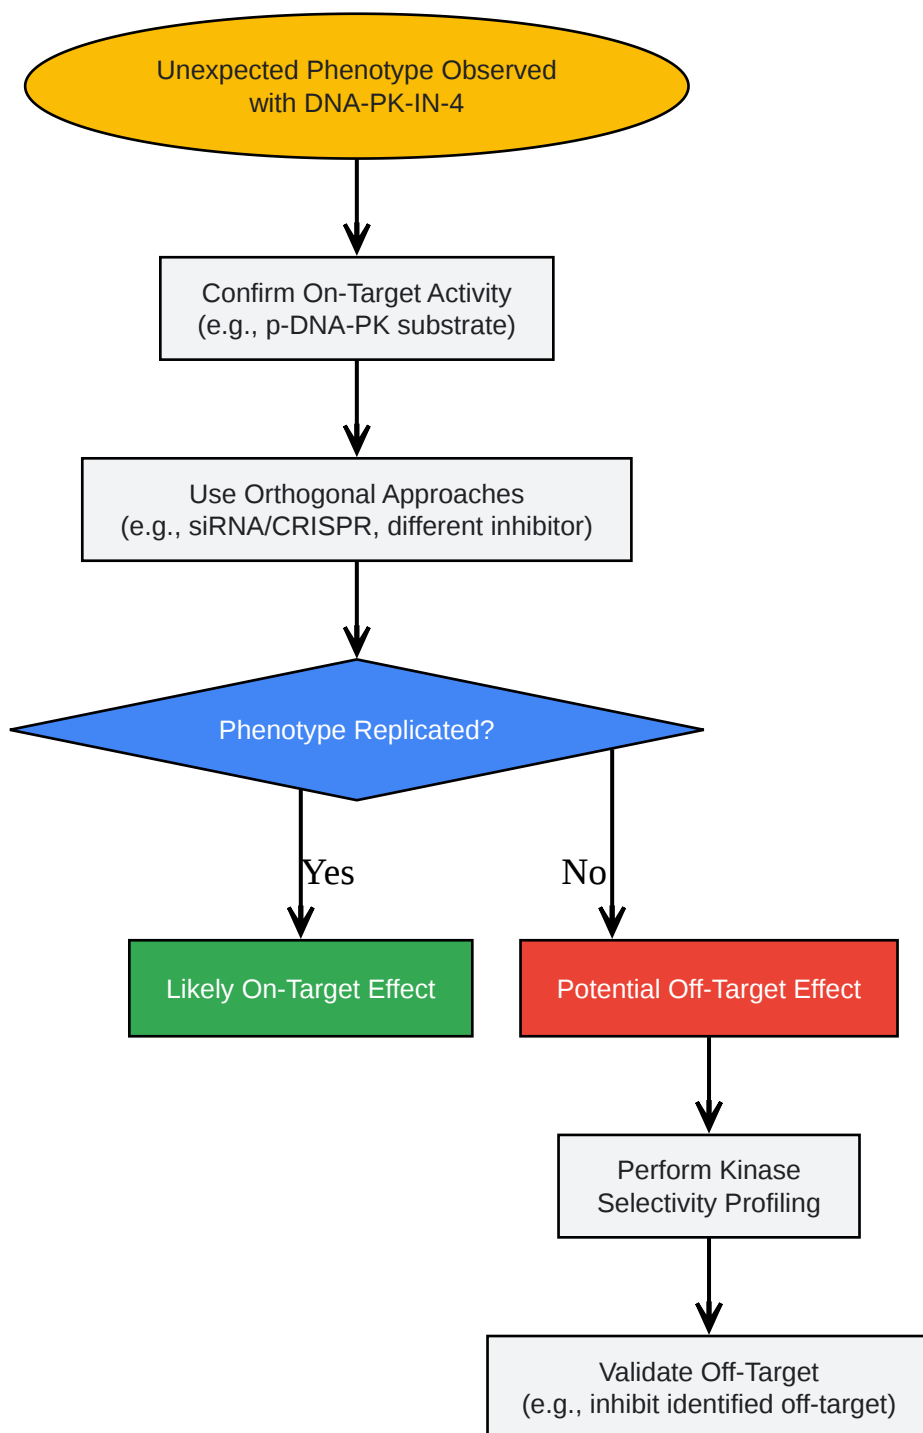 Unexpected Phenotype Observed
with DNA-PK-IN-4
Confirm On-Target Activity
(e.g., p-DNA-PK substrate)
Use Orthogonal Approaches
(e.g., siRNA/CRISPR, different inhibitor)
Phenotype Replicated?
Yes
No
Likely On-Target Effect
Potential Off-Target Effect
Perform Kinase
Selectivity Profiling
Validate Off-Target
(e.g., inhibit identified off-target)